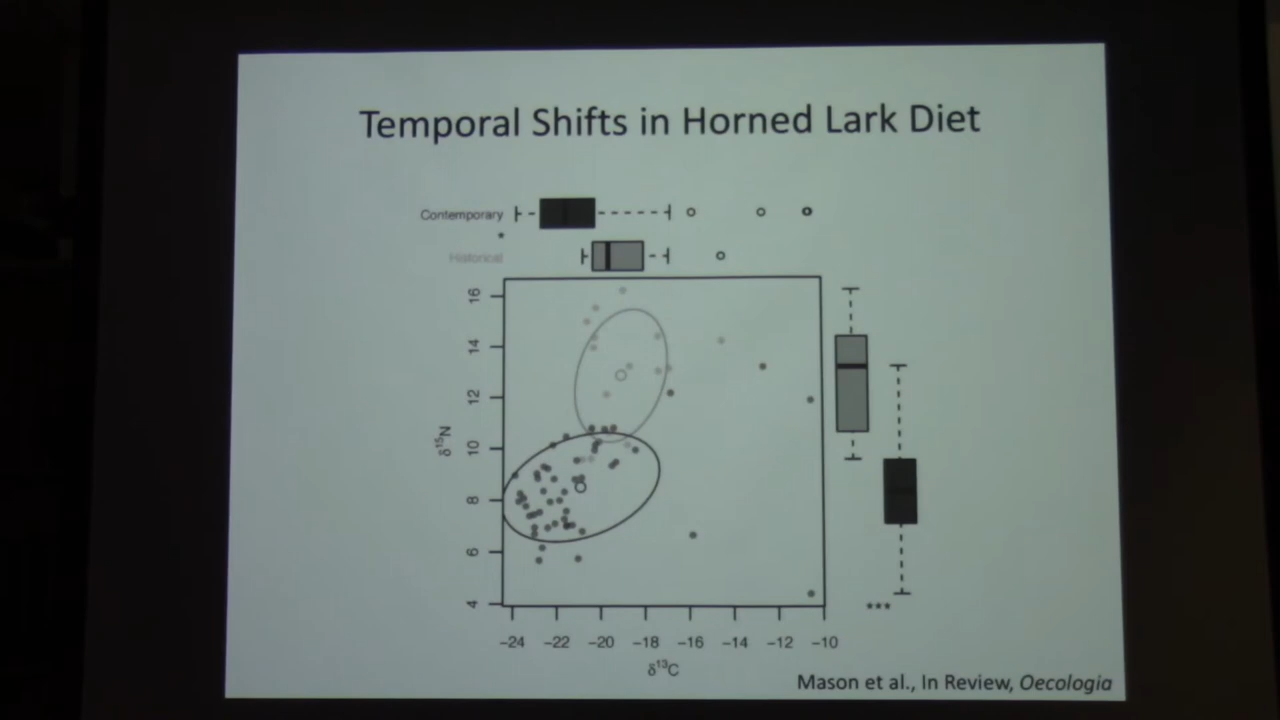 Temporal Shifts in Horned Lark Diet
Contemporary
*
Historical
16
14
12
10
8
6
4
δ15N
−24 −22 −20 −18 −16 −14 −12 −10
δ13C
***
Mason et al., In Review, Oecologia